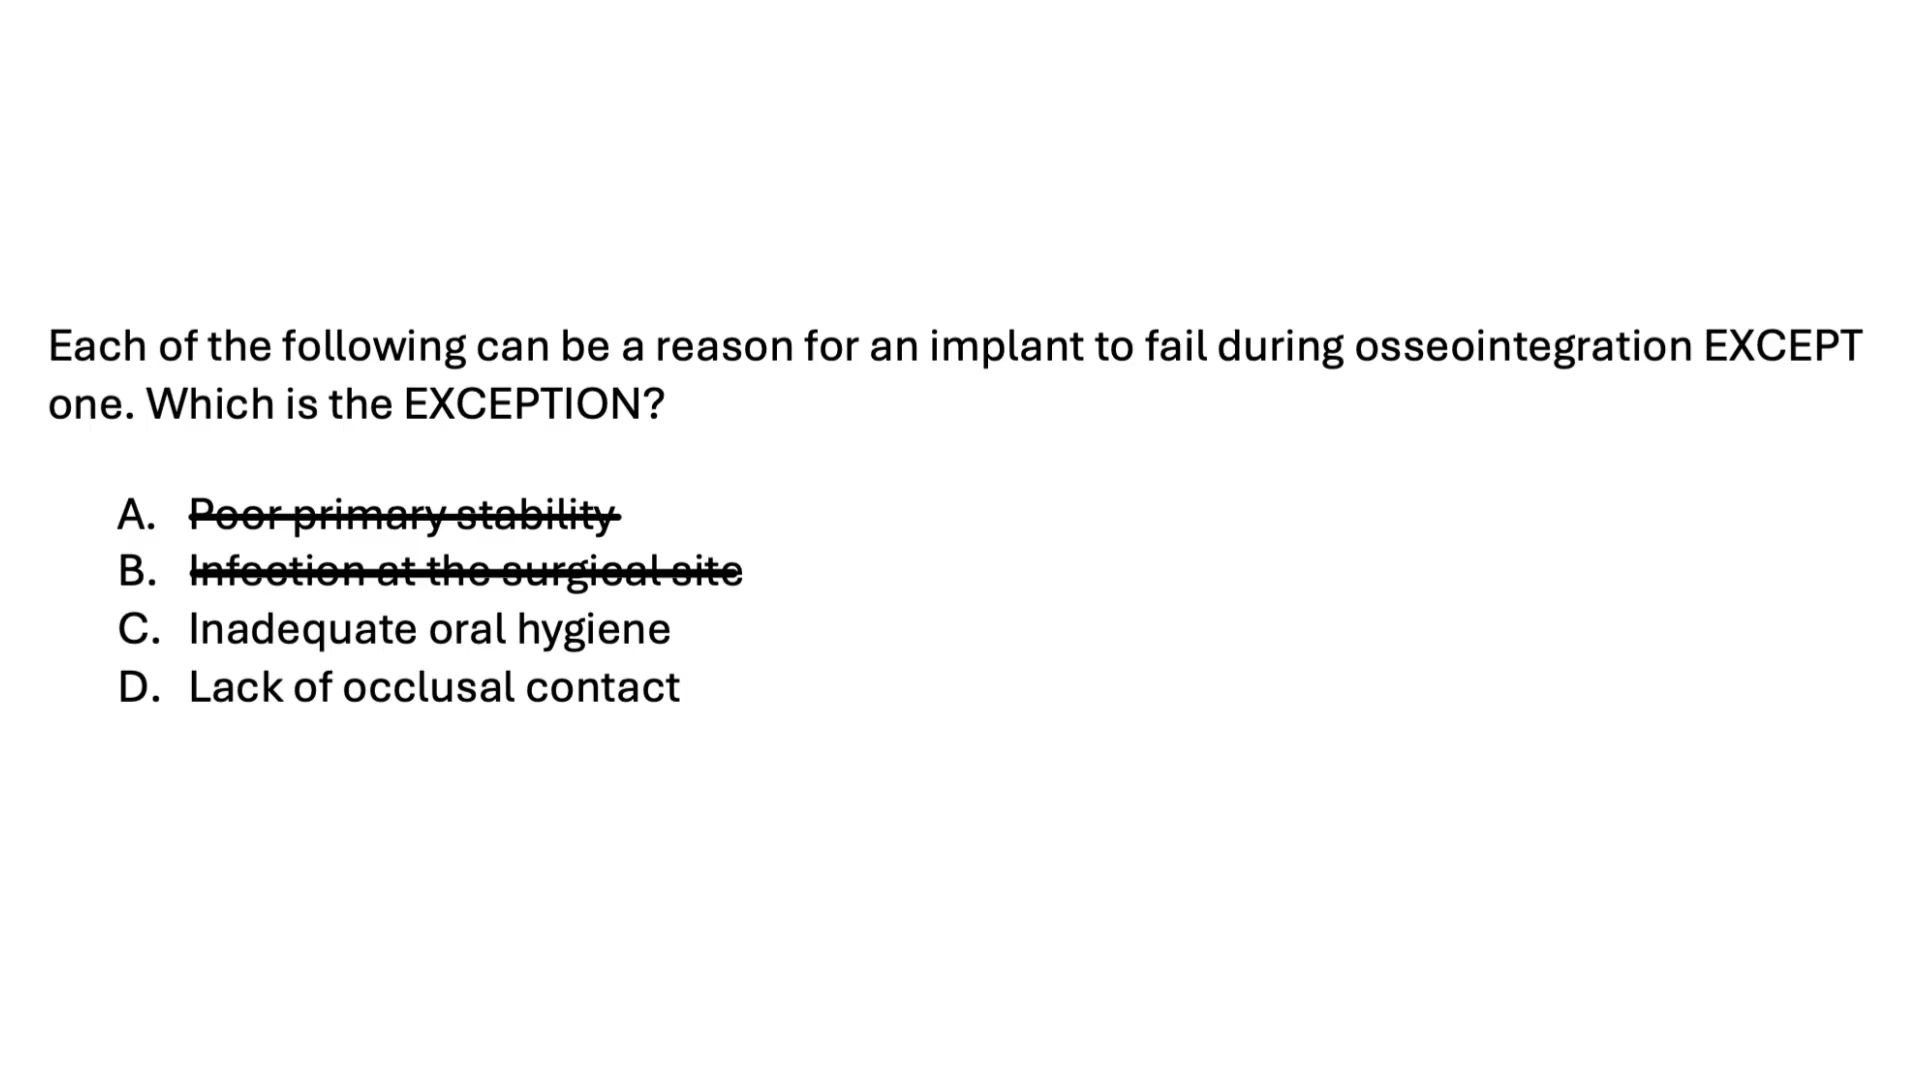 Each of the following can be a reason for an implant to fail during osseointegration EXCEPT
one. Which is the EXCEPTION?
A. Poor primary stability
B. Infection at the surgical site
C. Inadequate oral hygiene
D. Lack of occlusal contact